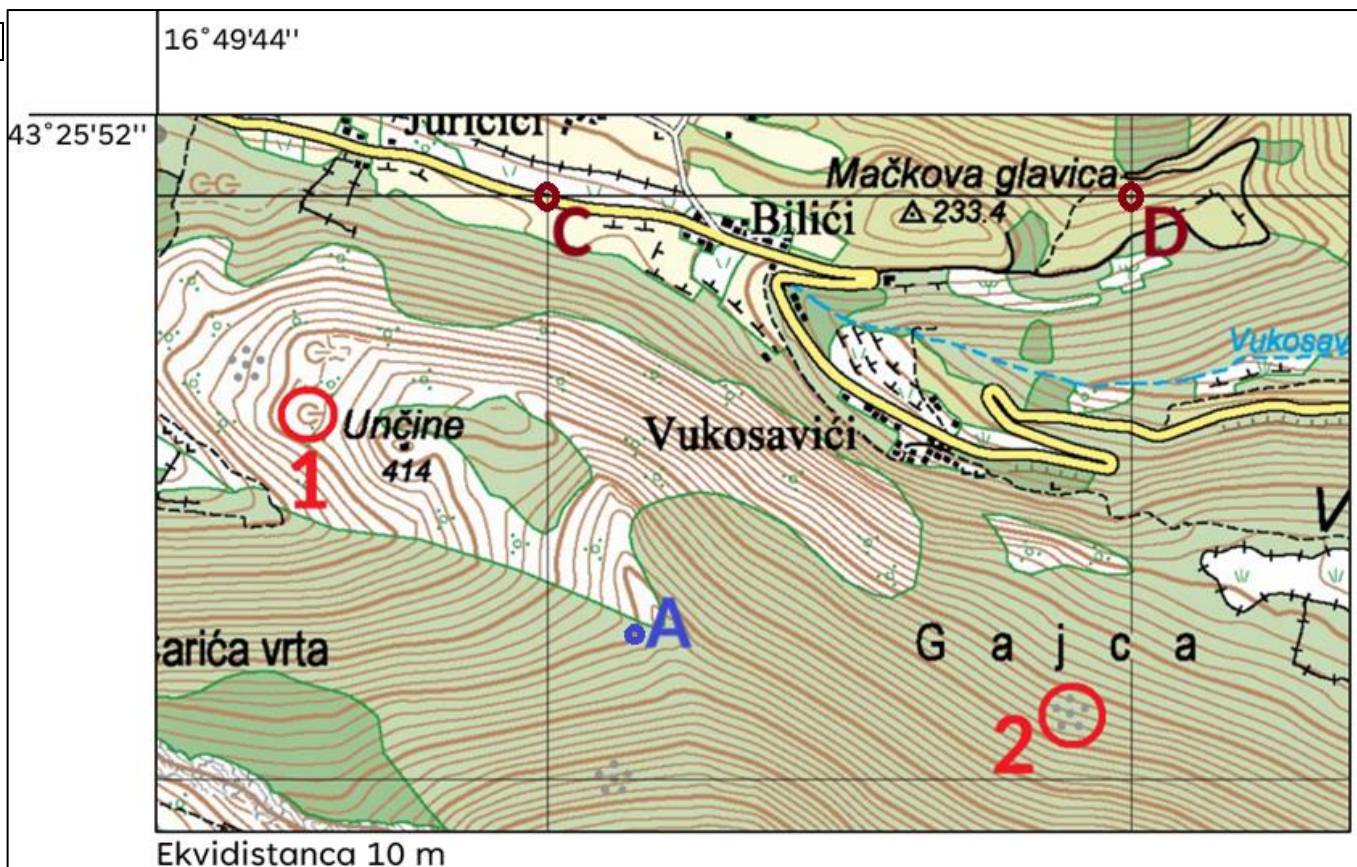 16°49'44''
43°25'52''
Juričići
Mačkova glavica
233.4
C
Bilići
D
Vukosav
Unčine
414
1
Vukosavići
V
A
arića vrta
G a j c a
2
Ekvidistanca 10 m